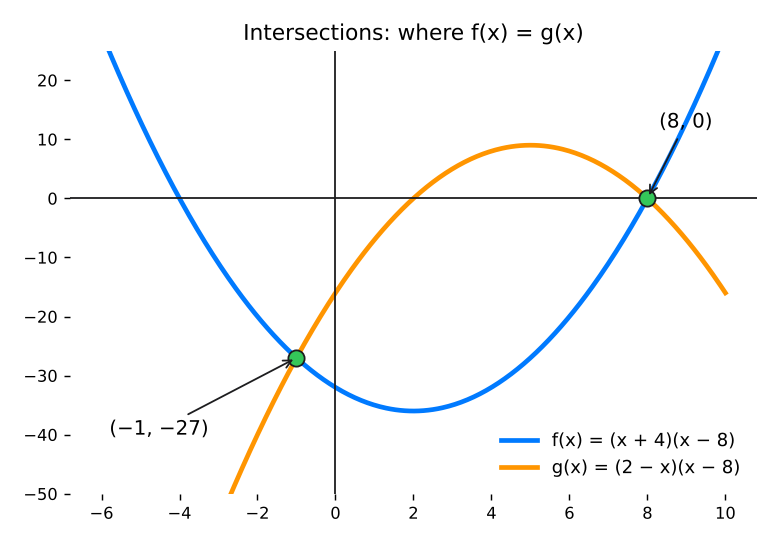 Intersections: where f(x) = g(x)
20
10
0
−10
−20
−30
−40
−50
(8, 0)
(−1, −27)
f(x) = (x + 4)(x − 8)
g(x) = (2 − x)(x − 8)
−6 −4 −2 0 2 4 6 8 10